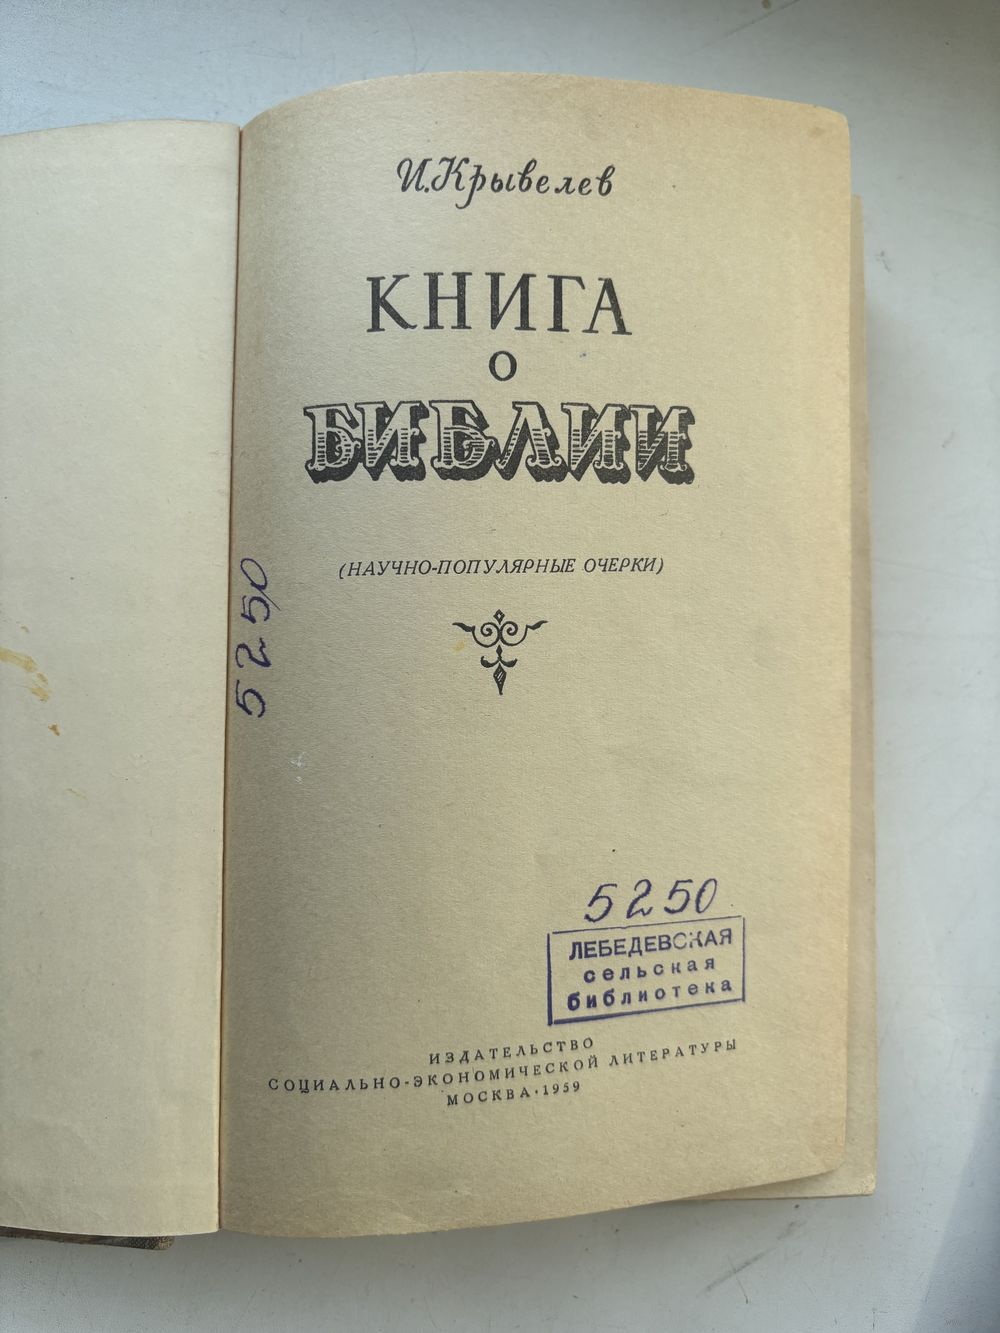 И. Крывелев
КНИГА
О
БИБЛИИ
(НАУЧНО-ПОПУЛЯРНЫЕ ОЧЕРКИ)
5250
5250
ЛЕБЕДЕВСКАЯ
сельская
библиотека
ИЗДАТЕЛЬСТВО
СОЦИАЛЬНО-ЭКОНОМИЧЕСКОЙ ЛИТЕРАТУРЫ
МОСКВА·1959